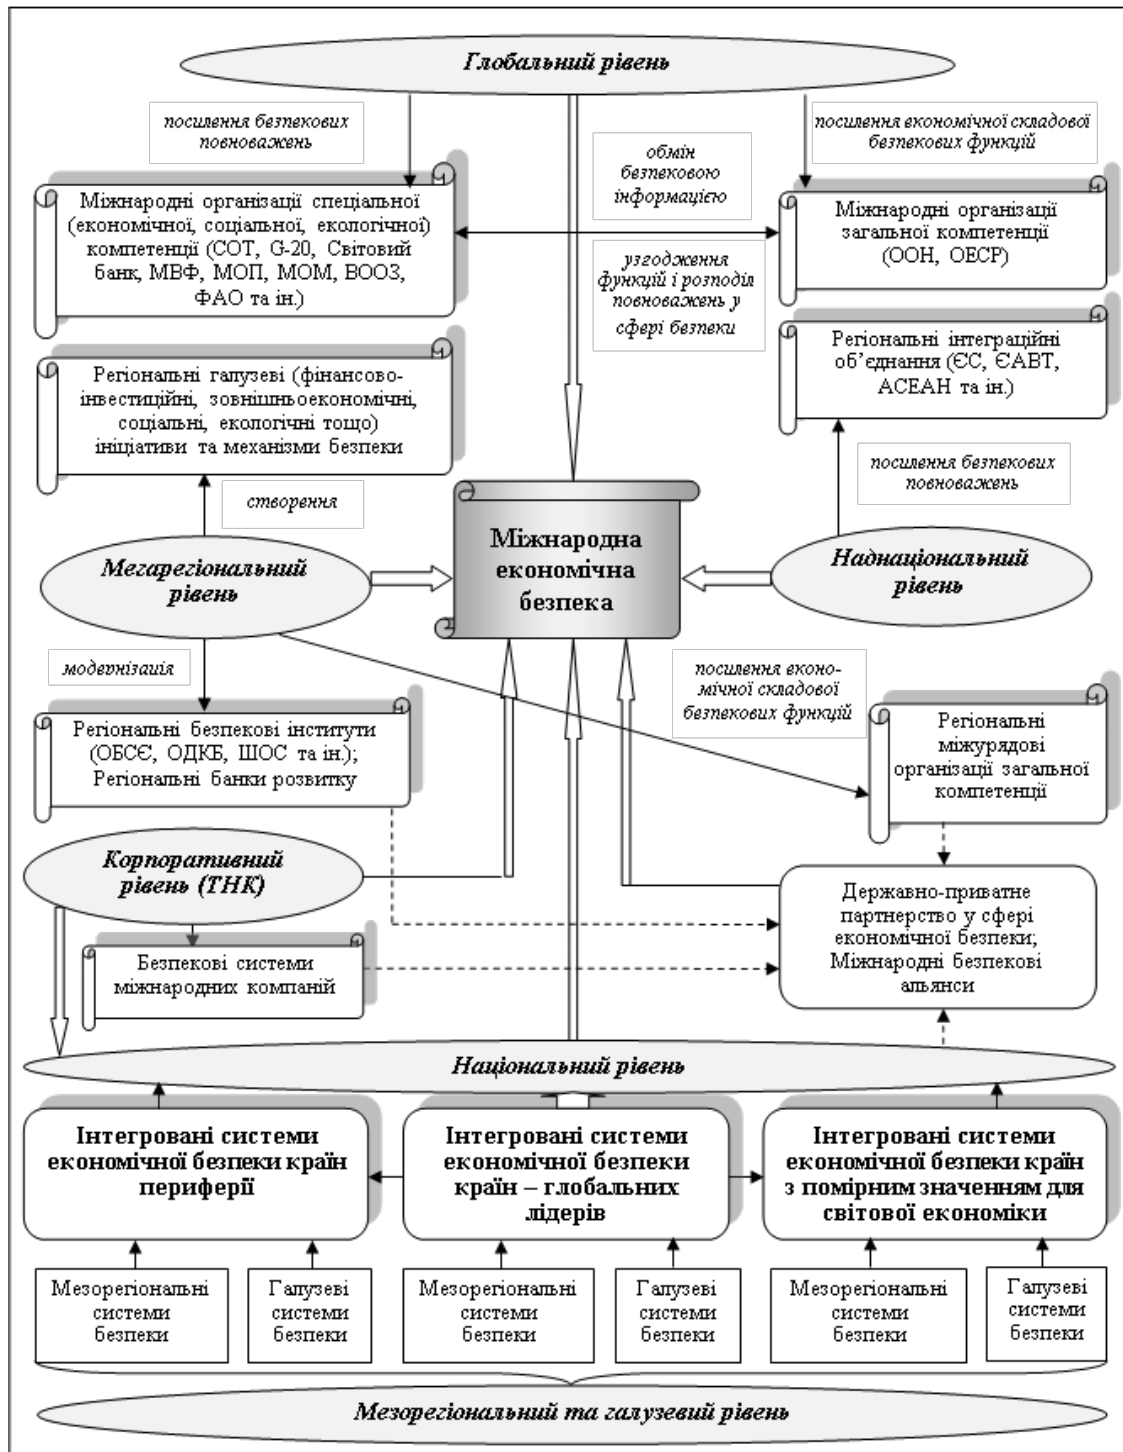 Глобальний рівень
посилення безпекових
повноважень
посилення економічної складової
безпекових функцій
обмін
безпековою
інформацією
Міжнародні організації спеціальної
(економічної, соціальної, екологічної)
компетенції (СОТ, G-20, Світовий
банк, МВФ, МОП, МОМ, ВООЗ,
ФАО та ін.)
Міжнародні організації
загальної компетенції
(ООН, ОЕСР)
узгодження
функцій і розподіл
повноважень у
сфері безпеки
Регіональні інтеграційні
об’єднання (ЄС, ЄАВТ,
АСЕАН та ін.)
Регіональні галузеві (фінансово-
інвестиційні, зовнішньоекономічні,
соціальні, екологічні тощо)
ініціативи та механізми безпеки
посилення безпекових
повноважень
створення
Міжнародна
економічна
безпека
Мегарегіональний
рівень
Наднаціональний
рівень
модернізація
посилення еконо-
мічної складової
безпекових функцій
Регіональні безпекові інститути
(ОБСЄ, ОДКБ, ШОС та ін.);
Регіональні банки розвитку
Регіональні
міжурядові
організації загальної
компетенції
Корпоративний
рівень (ТНК)
Державно-приватне
партнерство у сфері
економічної безпеки;
Міжнародні безпекові
альянси
Безпекові системи
міжнародних компаній
Національний рівень
Інтегровані системи
економічної безпеки країн
периферії
Інтегровані системи
економічної безпеки
країн – глобальних
лідерів
Інтегровані системи
економічної безпеки країн
з помірним значенням для
світової економіки
Мезорегіональні
системи
безпеки
Галузеві
системи
безпеки
Мезорегіональні
системи
безпеки
Галузеві
системи
безпеки
Мезорегіональні
системи
безпеки
Галузеві
системи
безпеки
Мезорегіональний та галузевий рівень